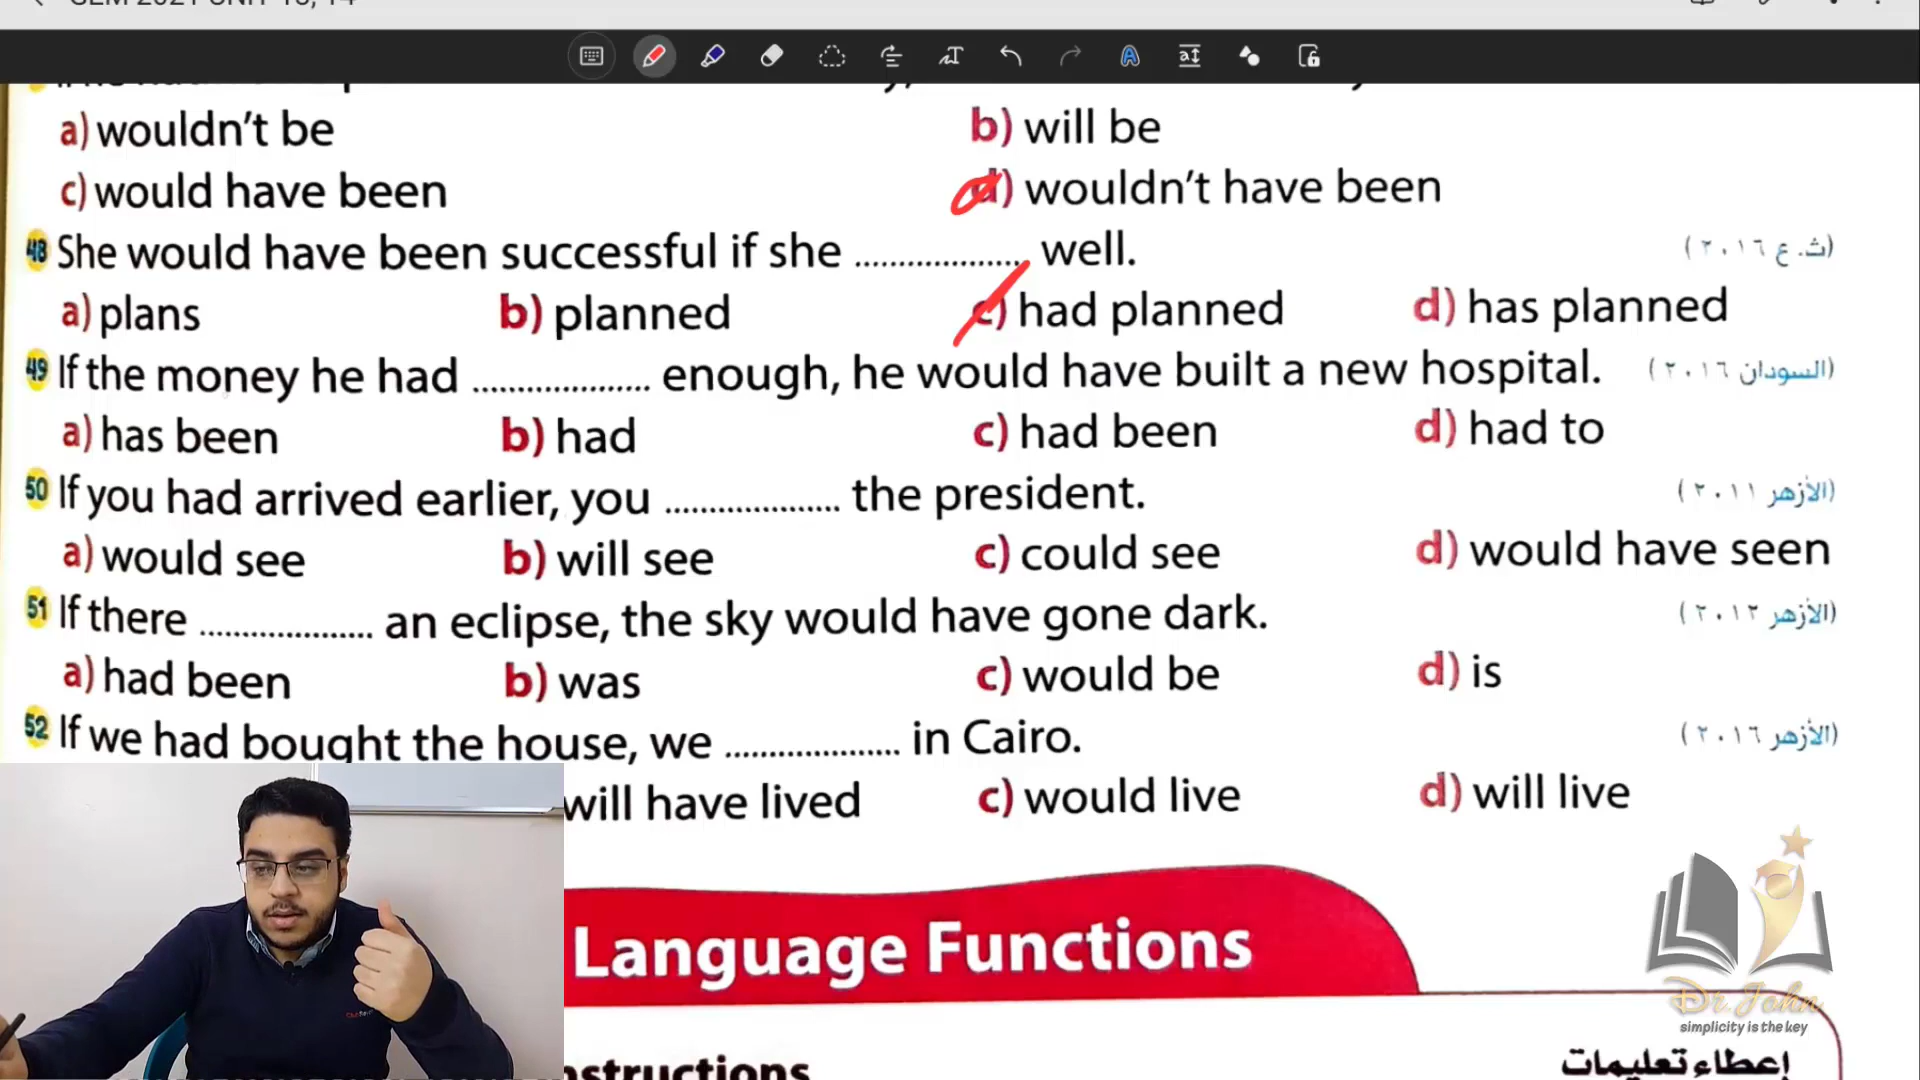 GEM 2021 UNIT 13, 14
a) wouldn't be b) will be
c) would have been d) wouldn't have been
48 She would have been successful if she .................... well. (ث.ع ٢٠١٦)
a) plans b) planned c) had planned d) has planned
49 If the money he had .................... enough, he would have built a new hospital. (السودان ٢٠١٦)
a) has been b) had c) had been d) had to
50 If you had arrived earlier, you .................... the president. (الأزهر ٢٠١١)
a) would see b) will see c) could see d) would have seen
51 If there .................... an eclipse, the sky would have gone dark. (الأزهر ٢٠١٢)
a) had been b) was c) would be d) is
52 If we had bought the house, we .................... in Cairo. (الأزهر ٢٠١٦)
will have lived c) would live d) will live
Language Functions
Dr. John
simplicity is the key
nstructions إعطاء تعليمات